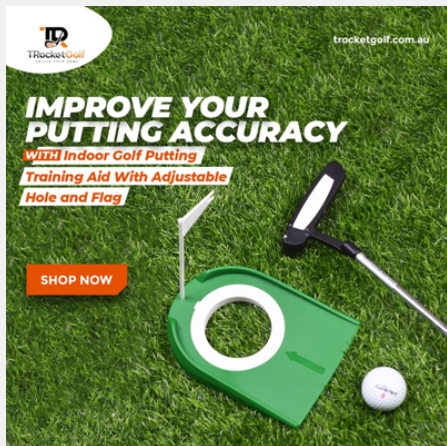 TRocketGolf
trocketgolf.com.au
IMPROVE YOUR
PUTTING ACCURACY
WITH Indoor Golf Putting
Training Aid With Adjustable
Hole and Flag
SHOP NOW